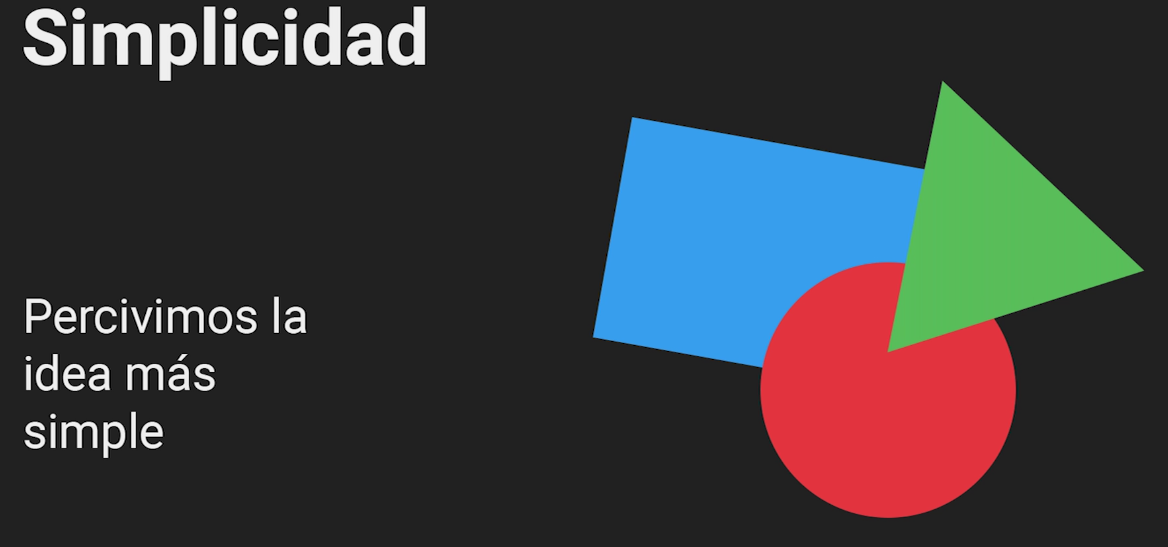 Simplicidad
Percivimos la
idea más
simple